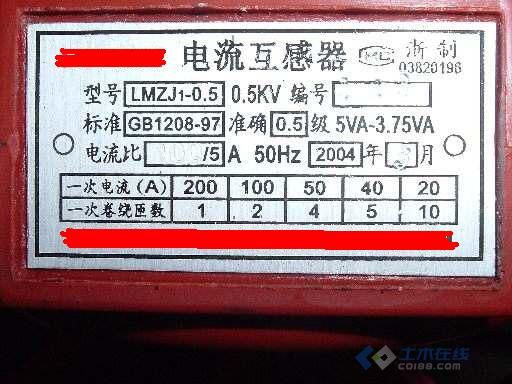 电流互感器 MC 浙制
03820196
型号 LMZJ1-0.5 0.5KV 编号
标准 GB1208-97 准确 0.5 级 5VA-3.75VA
电流比 /5 A 50Hz 2004 年 月
一次电流(A) 200 100 50 40 20
一次卷绕匝数 1 2 4 5 10
土木在线
COI88.COM